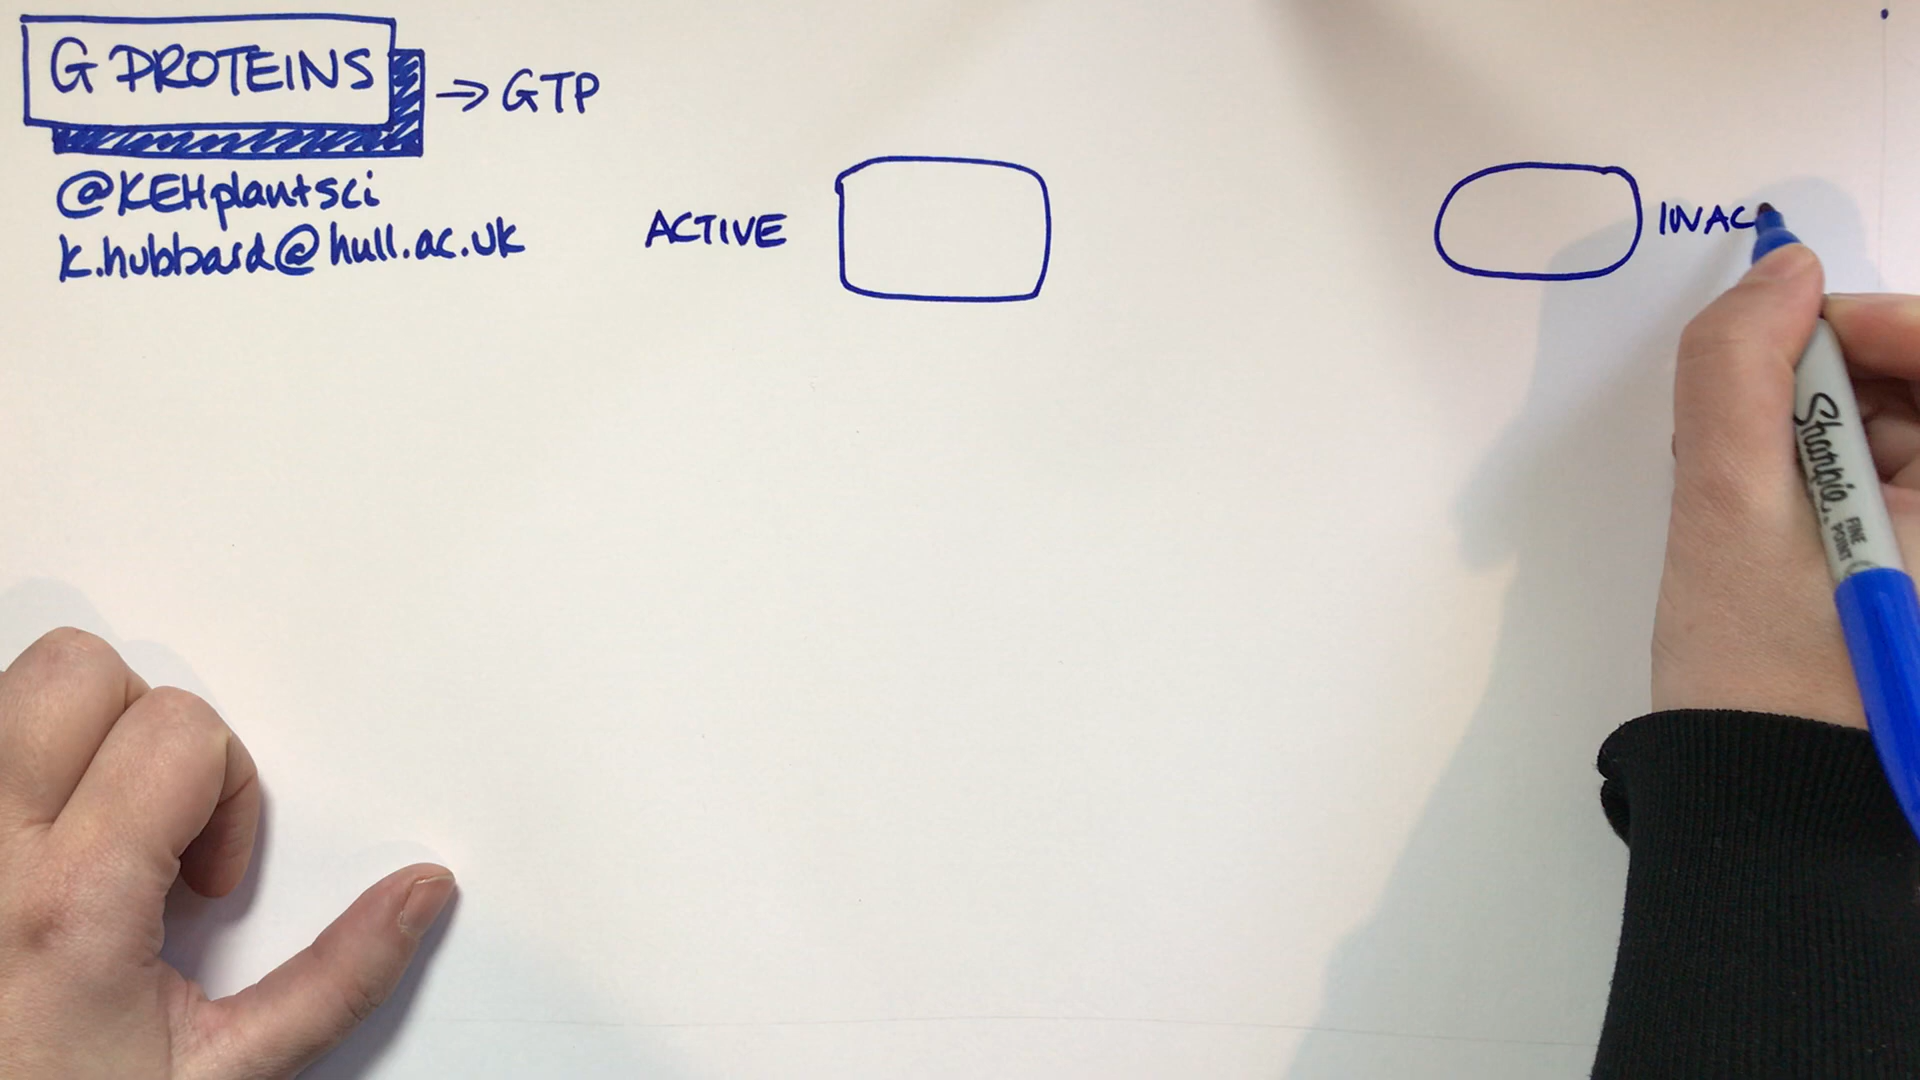 G PROTEINS → GTP
@KEHplantsci
k.hubbard@hull.ac.uk
ACTIVE
INAC
Sharpie.
FINE
POINT